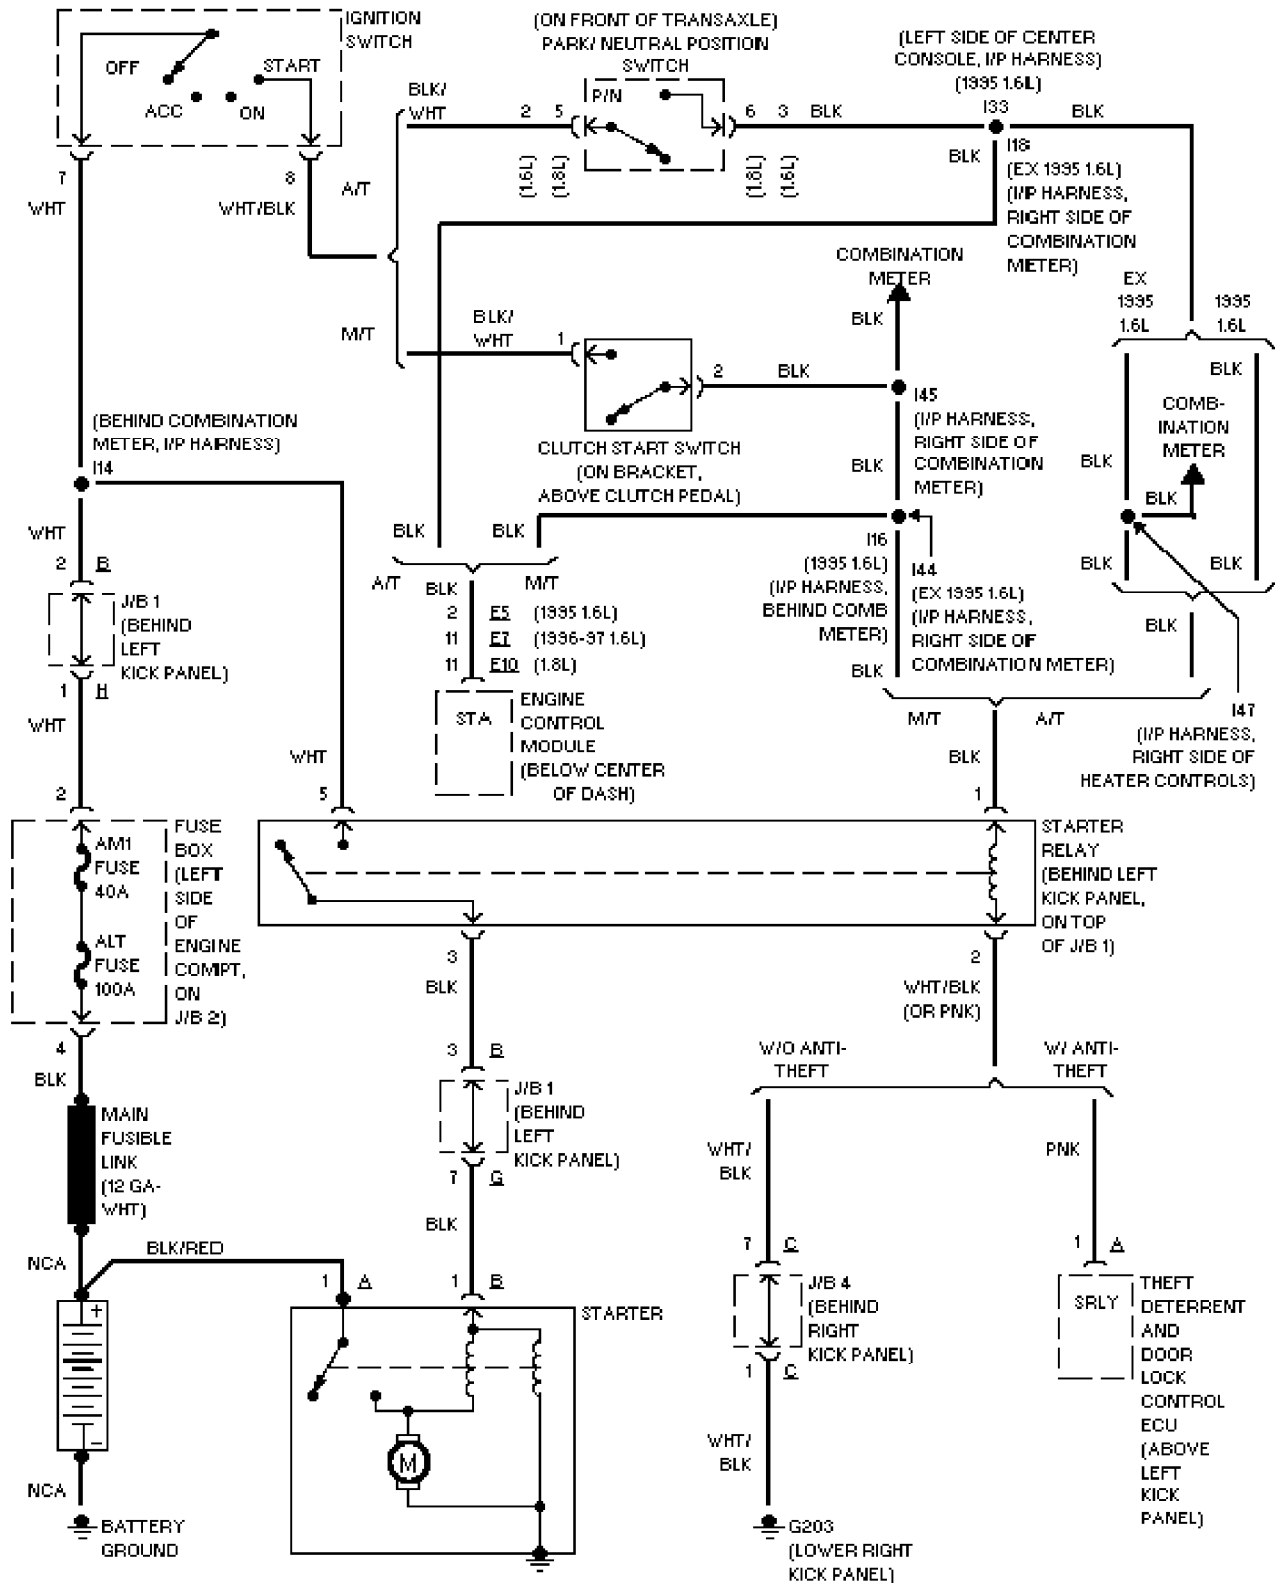 IGNITION
SWITCH
OFF
START
ACC
ON
7
WHT
8
WHT/BLK
A/T
M/T
(ON FRONT OF TRANSAXLE)
PARK/ NEUTRAL POSITION
SWITCH
BLK/
WHT
2
5
P/N
6
3
BLK
(1.6L)
(1.8L)
(1.8L)
(1.6L)
(LEFT SIDE OF CENTER
CONSOLE, I/P HARNESS)
(1995 1.6L)
I33
BLK
BLK
I18
(EX 1995 1.6L)
(I/P HARNESS,
RIGHT SIDE OF
COMBINATION
METER)
COMBINATION
METER
BLK
BLK/
WHT
1
2
BLK
CLUTCH START SWITCH
(ON BRACKET,
ABOVE CLUTCH PEDAL)
I45
(I/P HARNESS,
RIGHT SIDE OF
COMBINATION
METER)
BLK
EX
1995
1.6L
1995
1.6L
BLK
COMB-
INATION
METER
BLK
BLK
BLK
BLK
BLK
(BEHIND COMBINATION
METER, I/P HARNESS)
I14
WHT
2
B
J/B 1
(BEHIND
LEFT
KICK PANEL)
1
H
WHT
2
BLK
BLK
A/T
M/T
BLK
2 E5 (1995 1.6L)
11 E7 (1996-97 1.6L)
11 E10 (1.8L)
STA
ENGINE
CONTROL
MODULE
(BELOW CENTER
OF DASH)
I16
(1995 1.6L)
(I/P HARNESS,
BEHIND COMB
METER)
BLK
I44
(EX 1995 1.6L)
(I/P HARNESS,
RIGHT SIDE OF
COMBINATION METER)
M/T
A/T
BLK
1
I47
(I/P HARNESS,
RIGHT SIDE OF
HEATER CONTROLS)
WHT
5
AM1
FUSE
40A
ALT
FUSE
100A
FUSE
BOX
(LEFT
SIDE
OF
ENGINE
COMPT,
ON
J/B 2)
STARTER
RELAY
(BEHIND LEFT
KICK PANEL,
ON TOP
OF J/B 1)
3
BLK
2
WHT/BLK
(OR PNK)
4
BLK
MAIN
FUSIBLE
LINK
(12 GA-
WHT)
NCA
3
B
J/B 1
(BEHIND
LEFT
KICK PANEL)
7
G
BLK
W/O ANTI-
THEFT
W/ ANTI-
THEFT
WHT/
BLK
PNK
BLK/RED
1
A
1
B
STARTER
M
+
−
NCA
BATTERY
GROUND
7
C
J/B 4
(BEHIND
RIGHT
KICK PANEL)
1
C
WHT/
BLK
G203
(LOWER RIGHT
KICK PANEL)
1
A
SRLY
THEFT
DETERRENT
AND
DOOR
LOCK
CONTROL
ECU
(ABOVE
LEFT
KICK
PANEL)